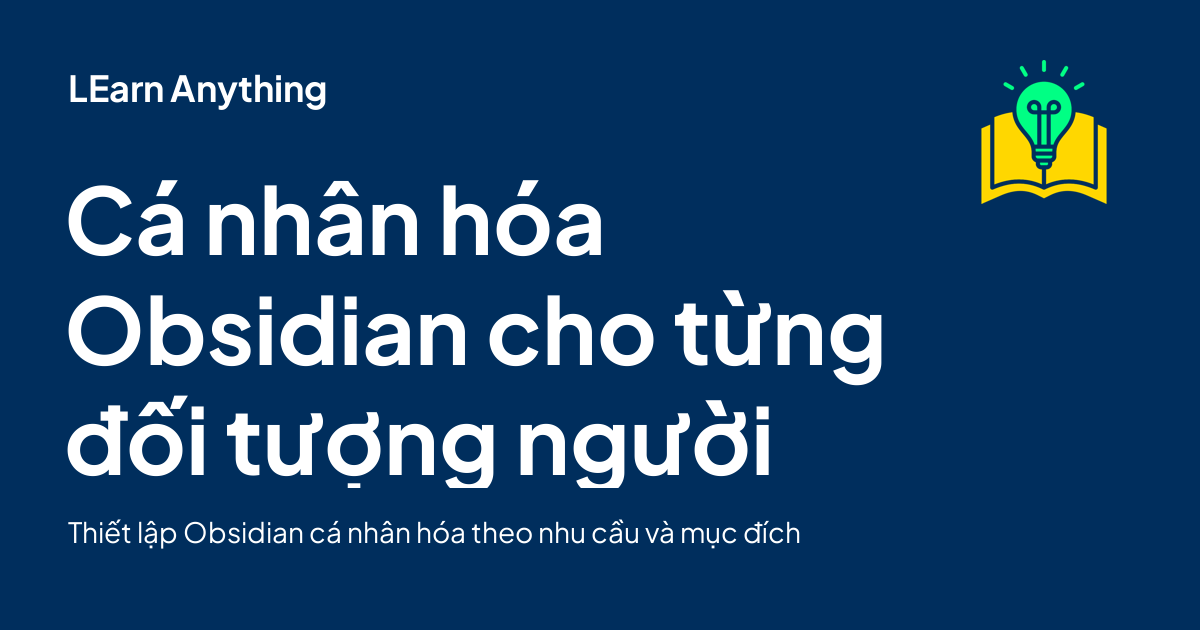 LEarn Anything
Cá nhân hóa
Obsidian cho từng
đối tượng người
Thiết lập Obsidian cá nhân hóa theo nhu cầu và mục đích